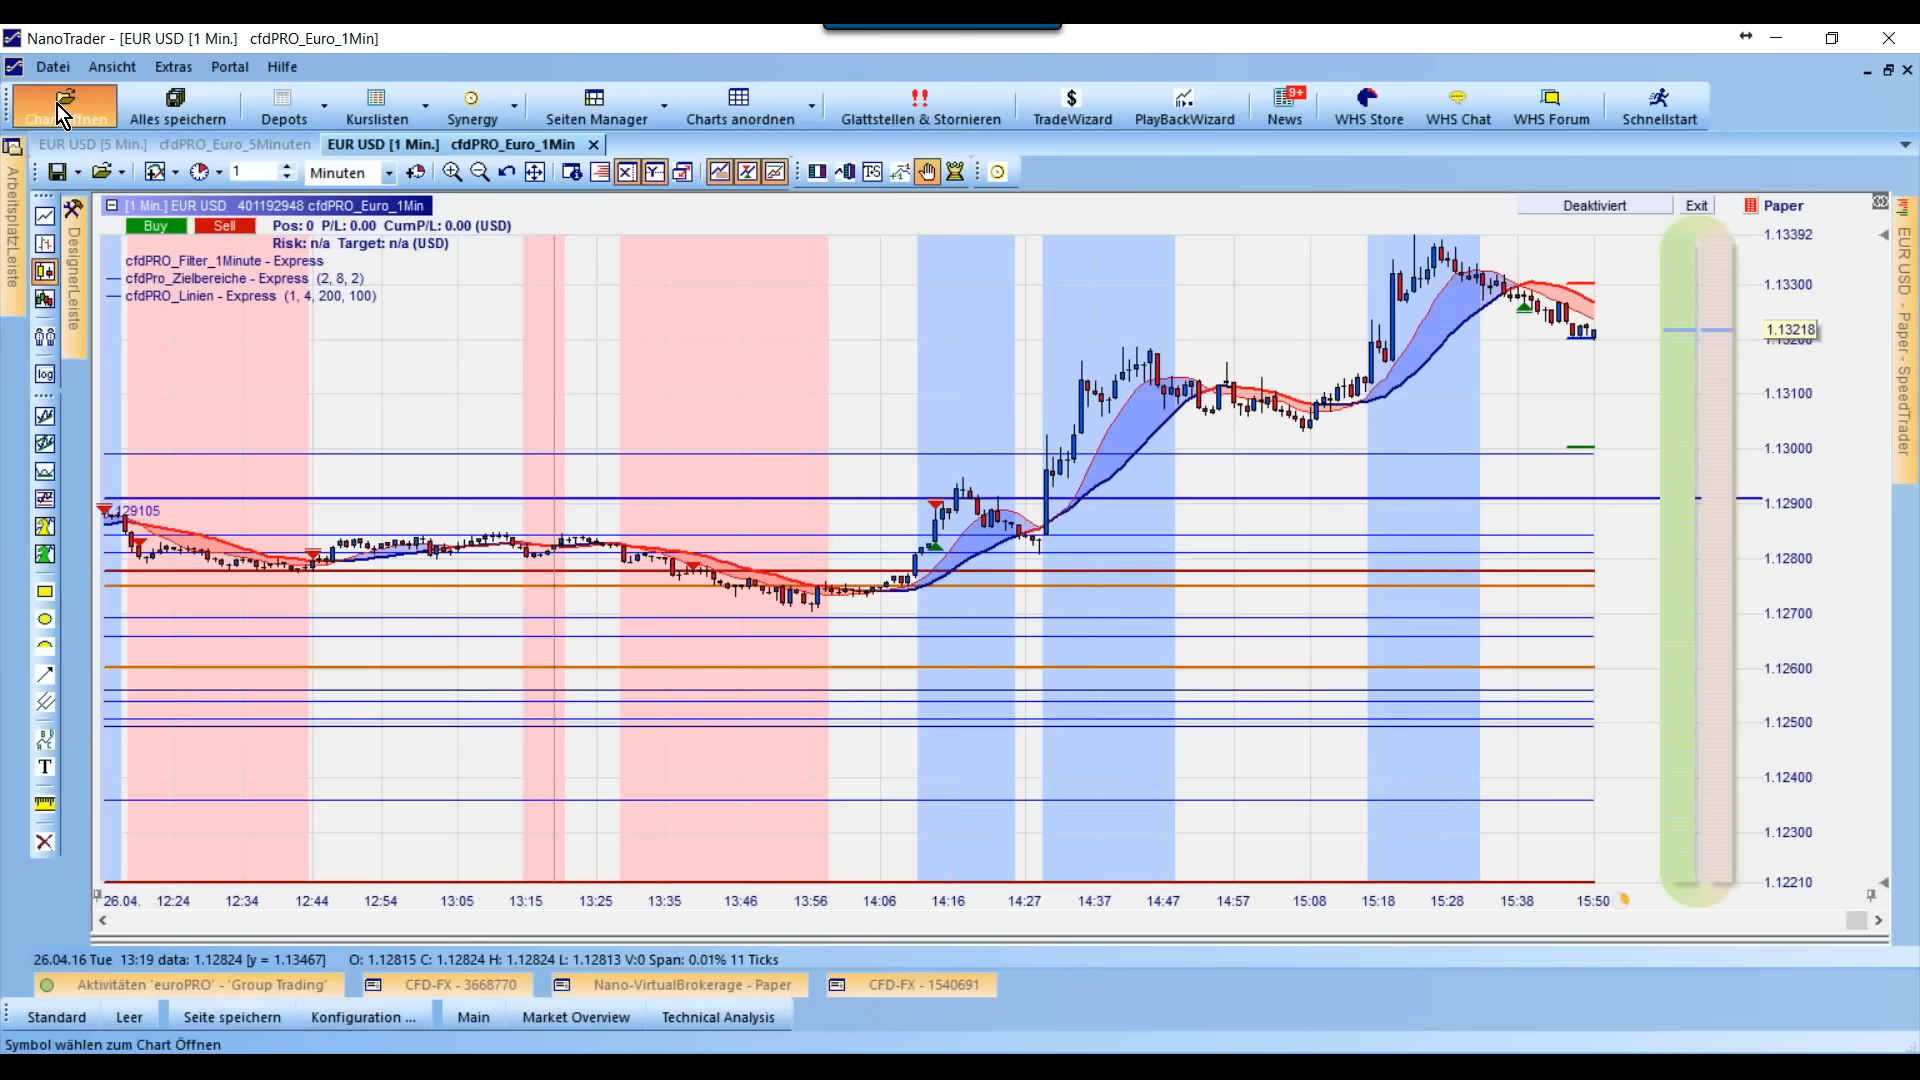 NanoTrader - [EUR USD [1 Min.]   cfdPRO_Euro_1Min]
Datei Ansicht Extras Portal Hilfe
Chart Öffnen Alles speichern Depots Kurslisten Synergy Seiten Manager Charts anordnen Glattstellen & Stornieren TradeWizard PlayBackWizard News 9+ WHS Store WHS Chat WHS Forum Schnellstart
EUR USD [5 Min.] cfdPRO_Euro_5Minuten EUR USD [1 Min.] cfdPRO_Euro_1Min
1 Minuten
ArbeitsplatzLeiste
DesignerLeiste
log
T
[1 Min.] EUR USD 401192948 cfdPRO_Euro_1Min
Deaktiviert Exit Paper
Buy Sell Pos: 0 P/L: 0.00 CumP/L: 0.00 (USD)
Risk: n/a Target: n/a (USD)
cfdPRO_Filter_1Minute - Express
cfdPro_Zielbereiche - Express (2, 8, 2)
cfdPRO_Linien - Express (1, 4, 200, 100)
129105
1.13392
1.13300
1.13218
1.13100
1.13000
1.12900
1.12800
1.12700
1.12600
1.12500
1.12400
1.12300
1.12210
EUR USD - Paper - SpeedTrader
26.04. 12:24 12:34 12:44 12:54 13:05 13:15 13:25 13:35 13:46 13:56 14:06 14:16 14:27 14:37 14:47 14:57 15:08 15:18 15:28 15:38 15:50
26.04.16 Tue 13:19 data: 1.12824 [y = 1.13467] O: 1.12815 C: 1.12824 H: 1.12824 L: 1.12813 V:0 Span: 0.01% 11 Ticks
Aktivitäten 'euroPRO' - 'Group Trading' CFD-FX - 3668770 Nano-VirtualBrokerage - Paper CFD-FX - 1540691
Standard Leer Seite speichern Konfiguration ... Main Market Overview Technical Analysis
Symbol wählen zum Chart Öffnen